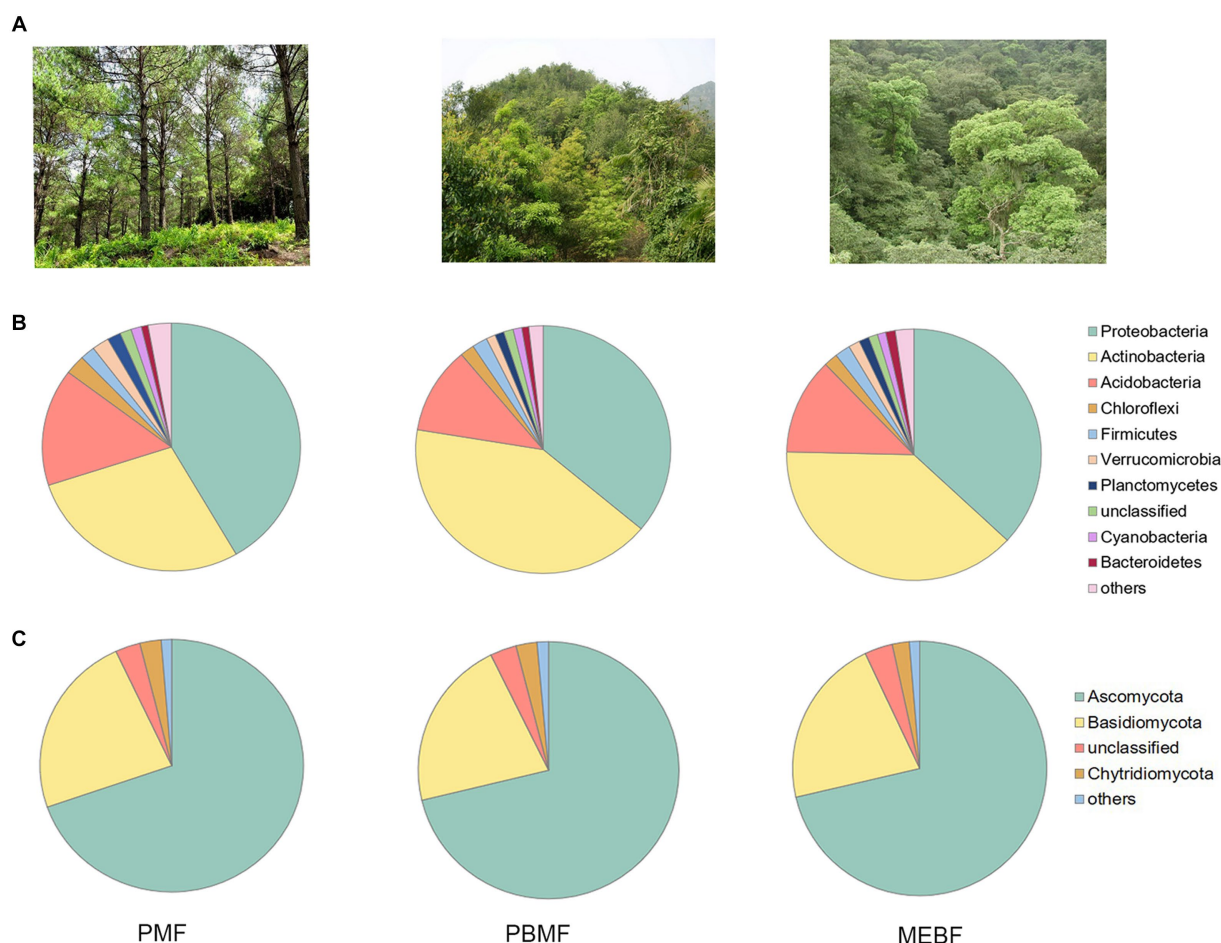 A
B
Proteobacteria
Actinobacteria
Acidobacteria
Chloroflexi
Firmicutes
Verrucomicrobia
Planctomycetes
unclassified
Cyanobacteria
Bacteroidetes
others
C
Ascomycota
Basidiomycota
unclassified
Chytridiomycota
others
PMF
PBMF
MEBF